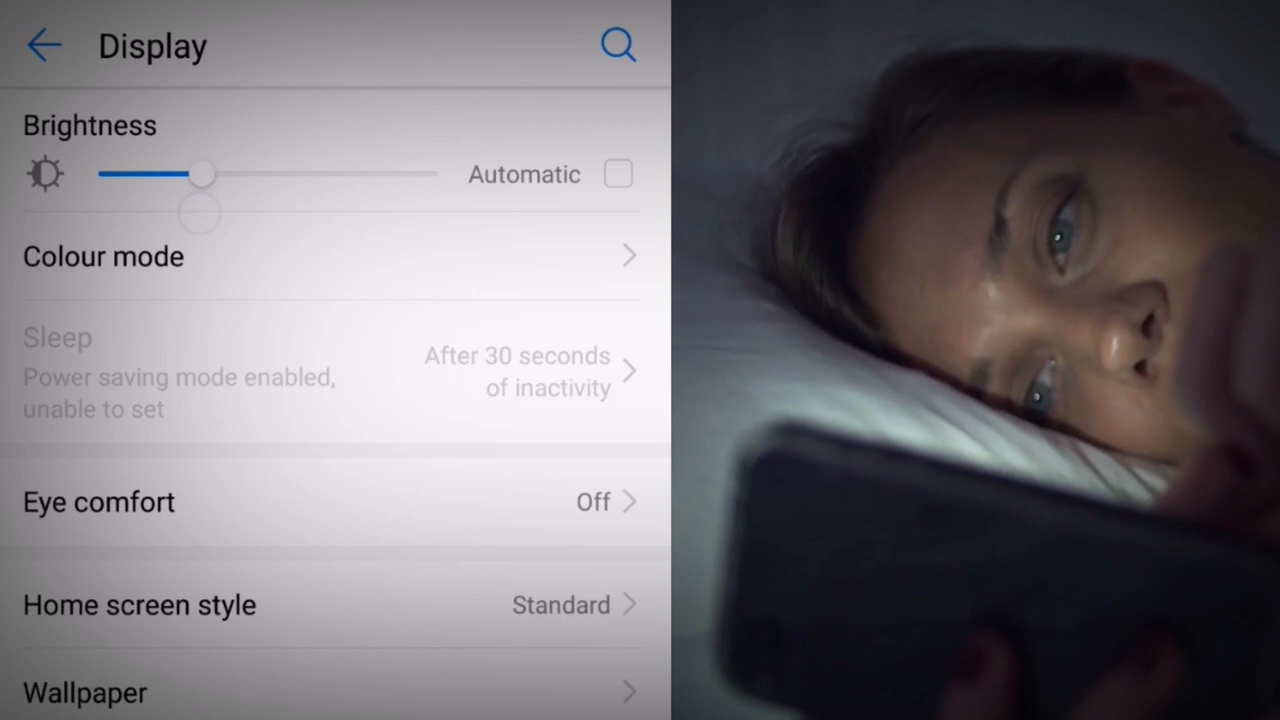 Display
Brightness
Automatic
Colour mode
Sleep
Power saving mode enabled,
unable to set
After 30 seconds
of inactivity
Eye comfort
Off
Home screen style
Standard
Wallpaper